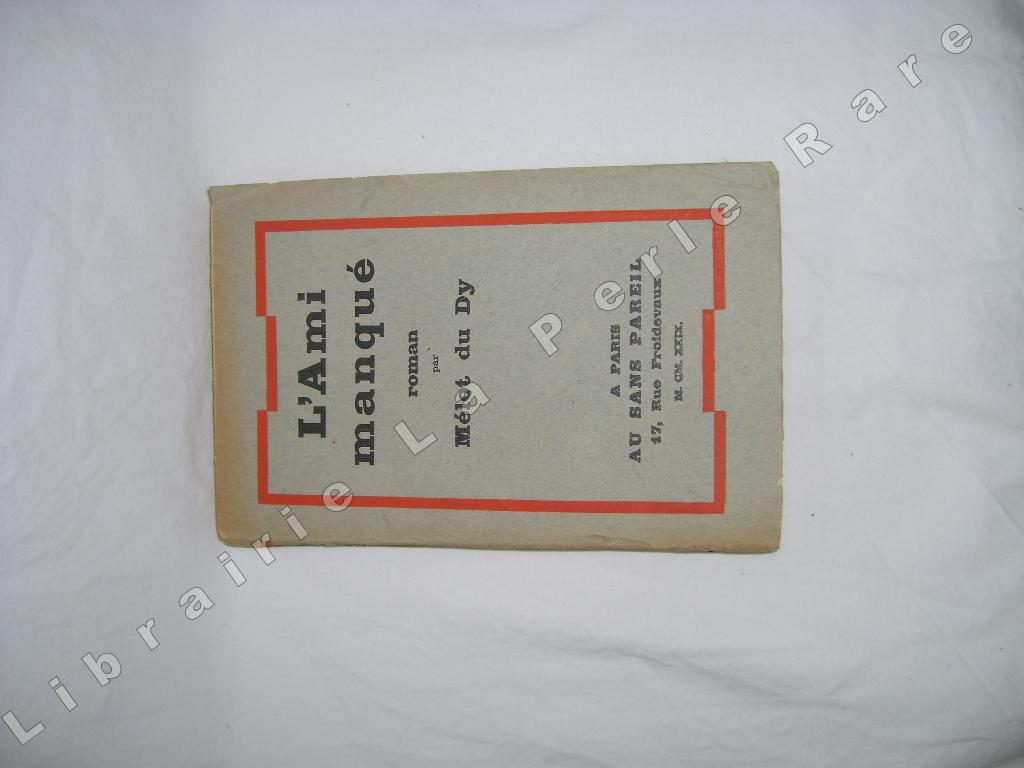 L'Ami
manqué
roman
par
Mélot du Dy
A PARIS
AU SANS PAREIL
17, Rue Froidevaux
M. CM. XXIX.
Librairie La Perle Rare